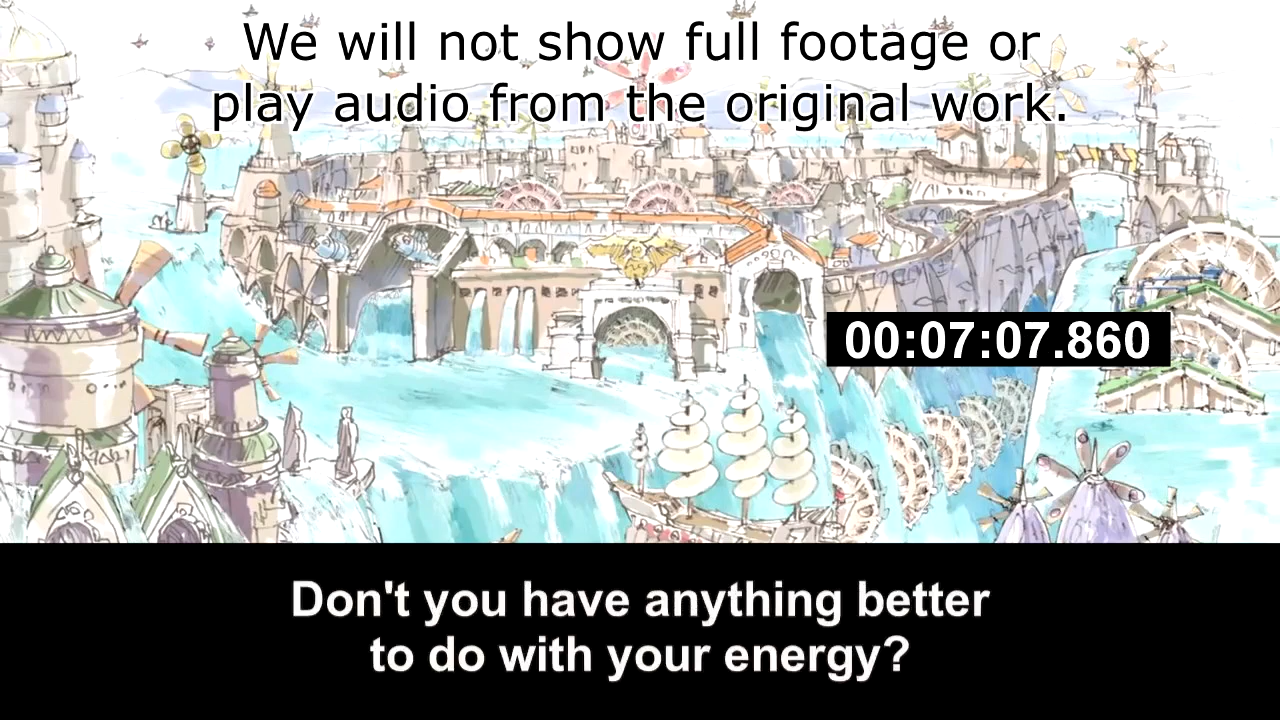 We will not show full footage or
play audio from the original work.
00:07:07.860
Don't you have anything better
to do with your energy?